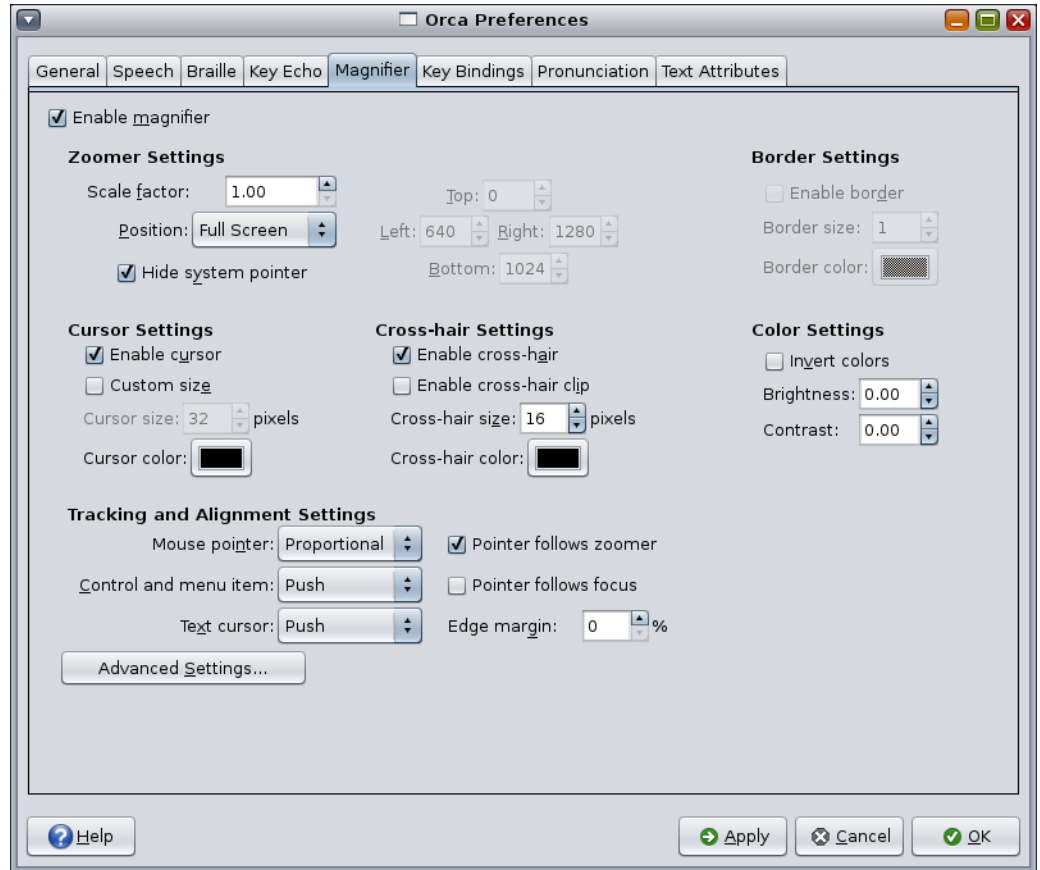 Orca Preferences
General Speech Braille Key Echo Magnifier Key Bindings Pronunciation Text Attributes
Enable magnifier
Zoomer Settings
Scale factor: 1.00
Position: Full Screen
Hide system pointer
Top: 0
Left: 640 Right: 1280
Bottom: 1024
Border Settings
Enable border
Border size: 1
Border color:
Cursor Settings
Enable cursor
Custom size
Cursor size: 32 pixels
Cursor color:
Cross-hair Settings
Enable cross-hair
Enable cross-hair clip
Cross-hair size: 16 pixels
Cross-hair color:
Color Settings
Invert colors
Brightness: 0.00
Contrast: 0.00
Tracking and Alignment Settings
Mouse pointer: Proportional Pointer follows zoomer
Control and menu item: Push Pointer follows focus
Text cursor: Push Edge margin: 0 %
Advanced Settings...
Help Apply Cancel OK